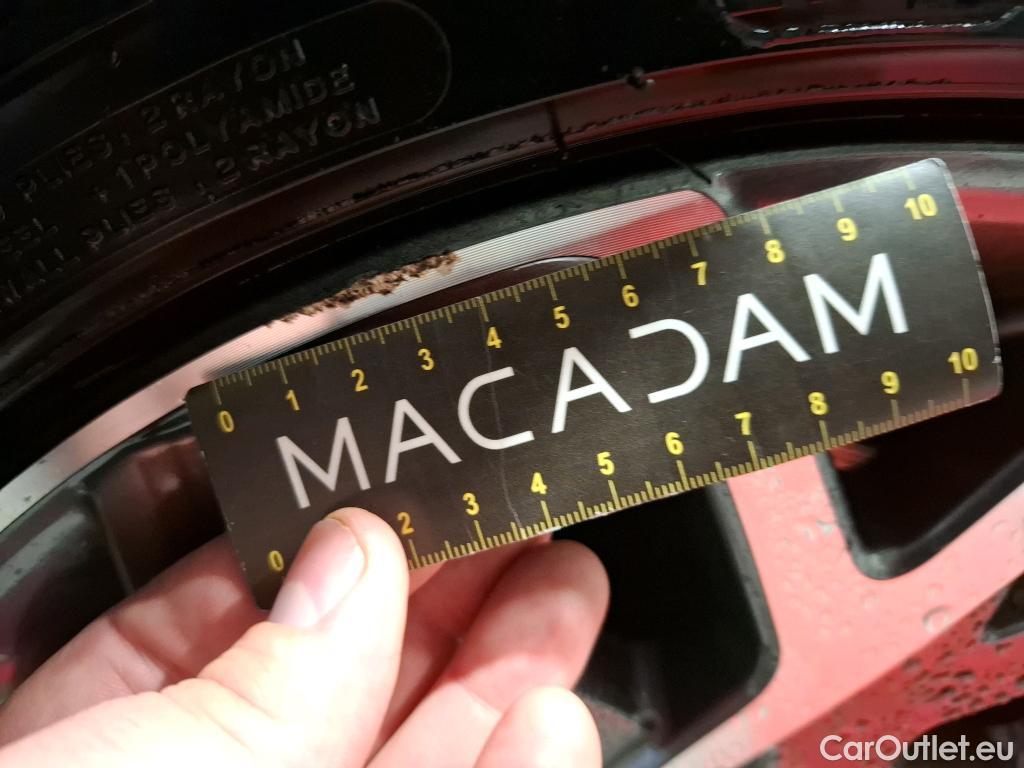 PLIES: 2 RAYON
+ 1 POLYAMIDE
PLIES : 2 RAYON
0 1 2 3 4 5 6 7 8 9 10
MACADAM
0 2 3 4 5 6 7 8 9 10
CarOutlet.eu